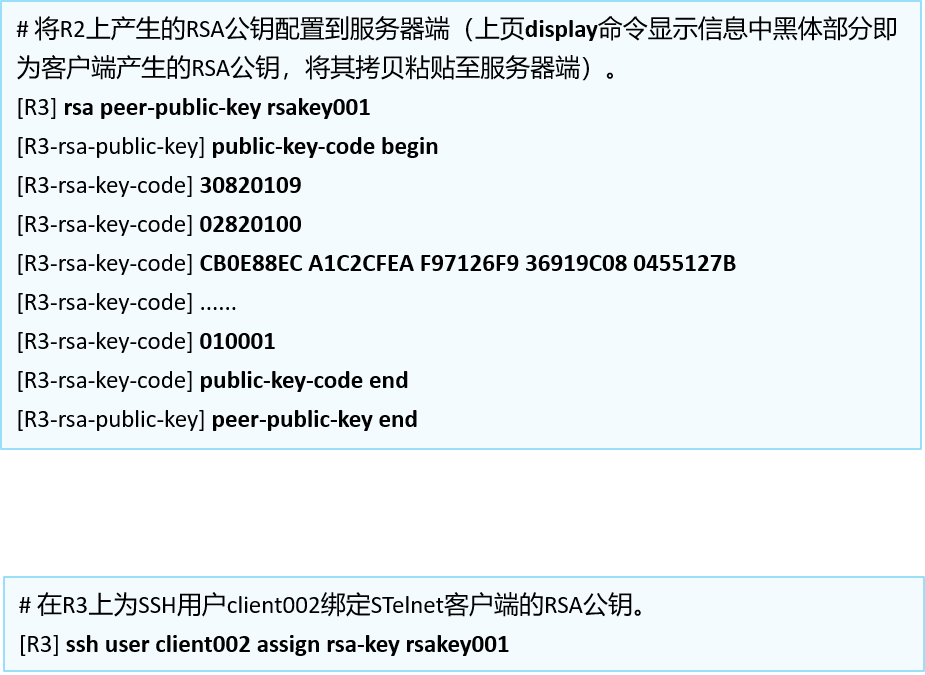 # 将R2上产生的RSA公钥配置到服务器端（上页display命令显示信息中黑体部分即
为客户端产生的RSA公钥，将其拷贝粘贴至服务器端）。
[R3] rsa peer-public-key rsakey001
[R3-rsa-public-key] public-key-code begin
[R3-rsa-key-code] 30820109
[R3-rsa-key-code] 02820100
[R3-rsa-key-code] CB0E88EC A1C2CFEA F97126F9 36919C08 0455127B
[R3-rsa-key-code] ......
[R3-rsa-key-code] 010001
[R3-rsa-key-code] public-key-code end
[R3-rsa-public-key] peer-public-key end
# 在R3上为SSH用户client002绑定STelnet客户端的RSA公钥。
[R3] ssh user client002 assign rsa-key rsakey001